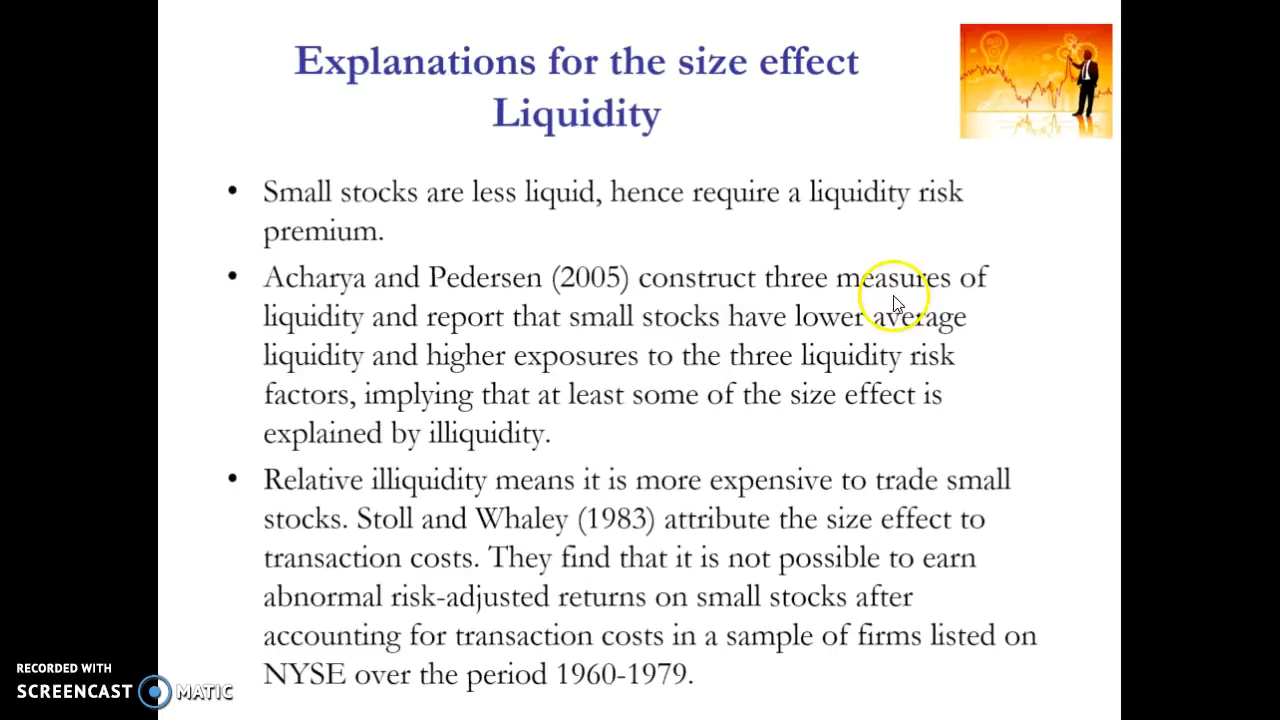 Explanations for the size effect
Liquidity
• Small stocks are less liquid, hence require a liquidity risk
premium.
• Acharya and Pedersen (2005) construct three measures of
liquidity and report that small stocks have lower average
liquidity and higher exposures to the three liquidity risk
factors, implying that at least some of the size effect is
explained by illiquidity.
• Relative illiquidity means it is more expensive to trade small
stocks. Stoll and Whaley (1983) attribute the size effect to
transaction costs. They find that it is not possible to earn
abnormal risk-adjusted returns on small stocks after
accounting for transaction costs in a sample of firms listed on
NYSE over the period 1960-1979.
RECORDED WITH
SCREENCAST MATIC